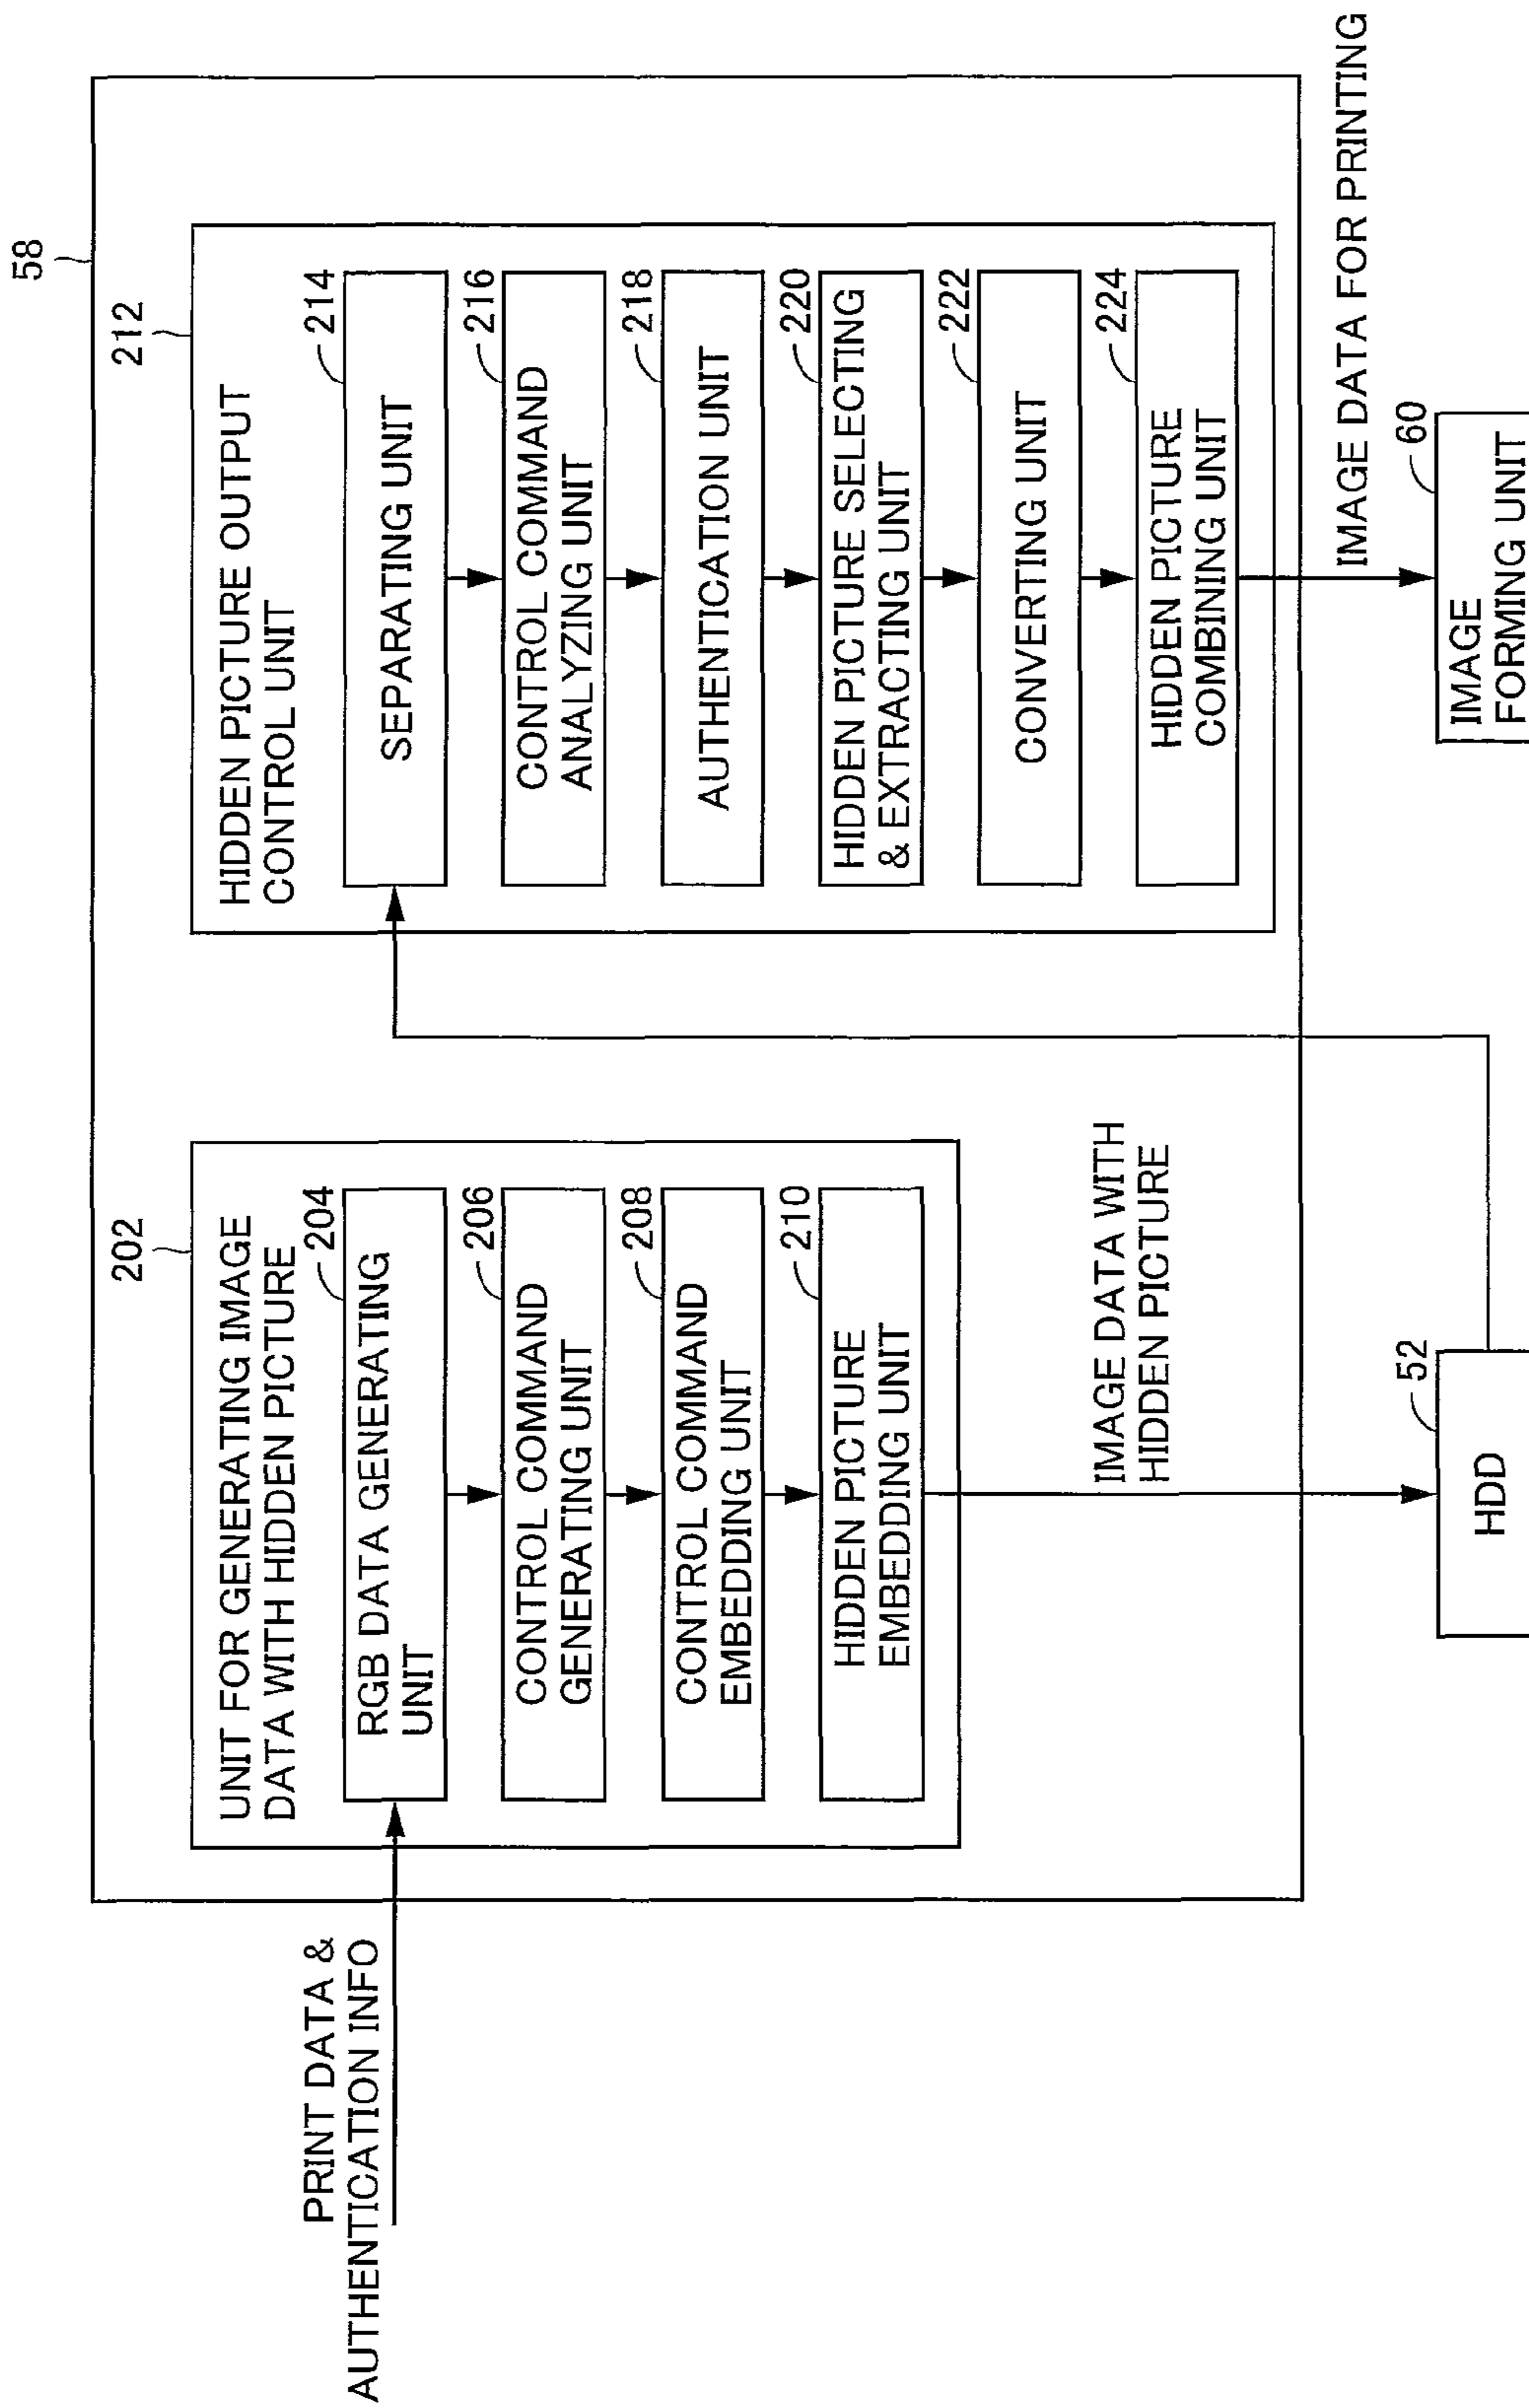 58
202
UNIT FOR GENERATING IMAGE
DATA WITH HIDDEN PICTURE
PRINT DATA &
AUTHENTICATION INFO
204
RGB DATA GENERATING
UNIT
206
CONTROL COMMAND
GENERATING UNIT
208
CONTROL COMMAND
EMBEDDING UNIT
210
HIDDEN PICTURE
EMBEDDING UNIT
IMAGE DATA WITH
HIDDEN PICTURE
52
HDD
212
HIDDEN PICTURE OUTPUT
CONTROL UNIT
214
SEPARATING UNIT
216
CONTROL COMMAND
ANALYZING UNIT
218
AUTHENTICATION UNIT
220
HIDDEN PICTURE SELECTING
& EXTRACTING UNIT
222
CONVERTING UNIT
224
HIDDEN PICTURE
COMBINING UNIT
IMAGE DATA FOR PRINTING
60
IMAGE
FORMING UNIT